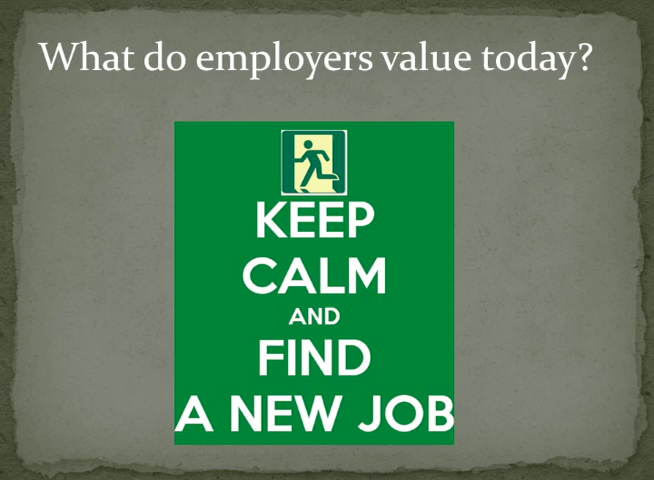 What do employers value today?
KEEP
CALM
AND
FIND
A NEW JOB